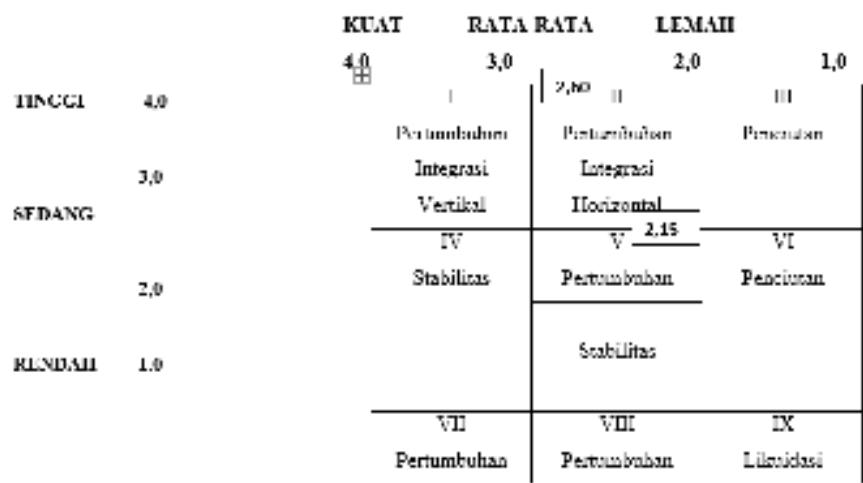 KUAT RATA RATA LEMAH
4,0 3,0 2,0 1,0
TINGGI 4,0 I 2,60 II III
Pertumbuhan Pertumbuhan Penciutan
3,0 Integrasi Integrasi
SEDANG Vertikal Horizontal
IV V 2,15 VI
Stabilitas Pertumbuhan Penciutan
2,0
Stabilitas
RENDAH 1.0
VII VIII IX
Pertumbuhan Pertumbuhan Likuidasi